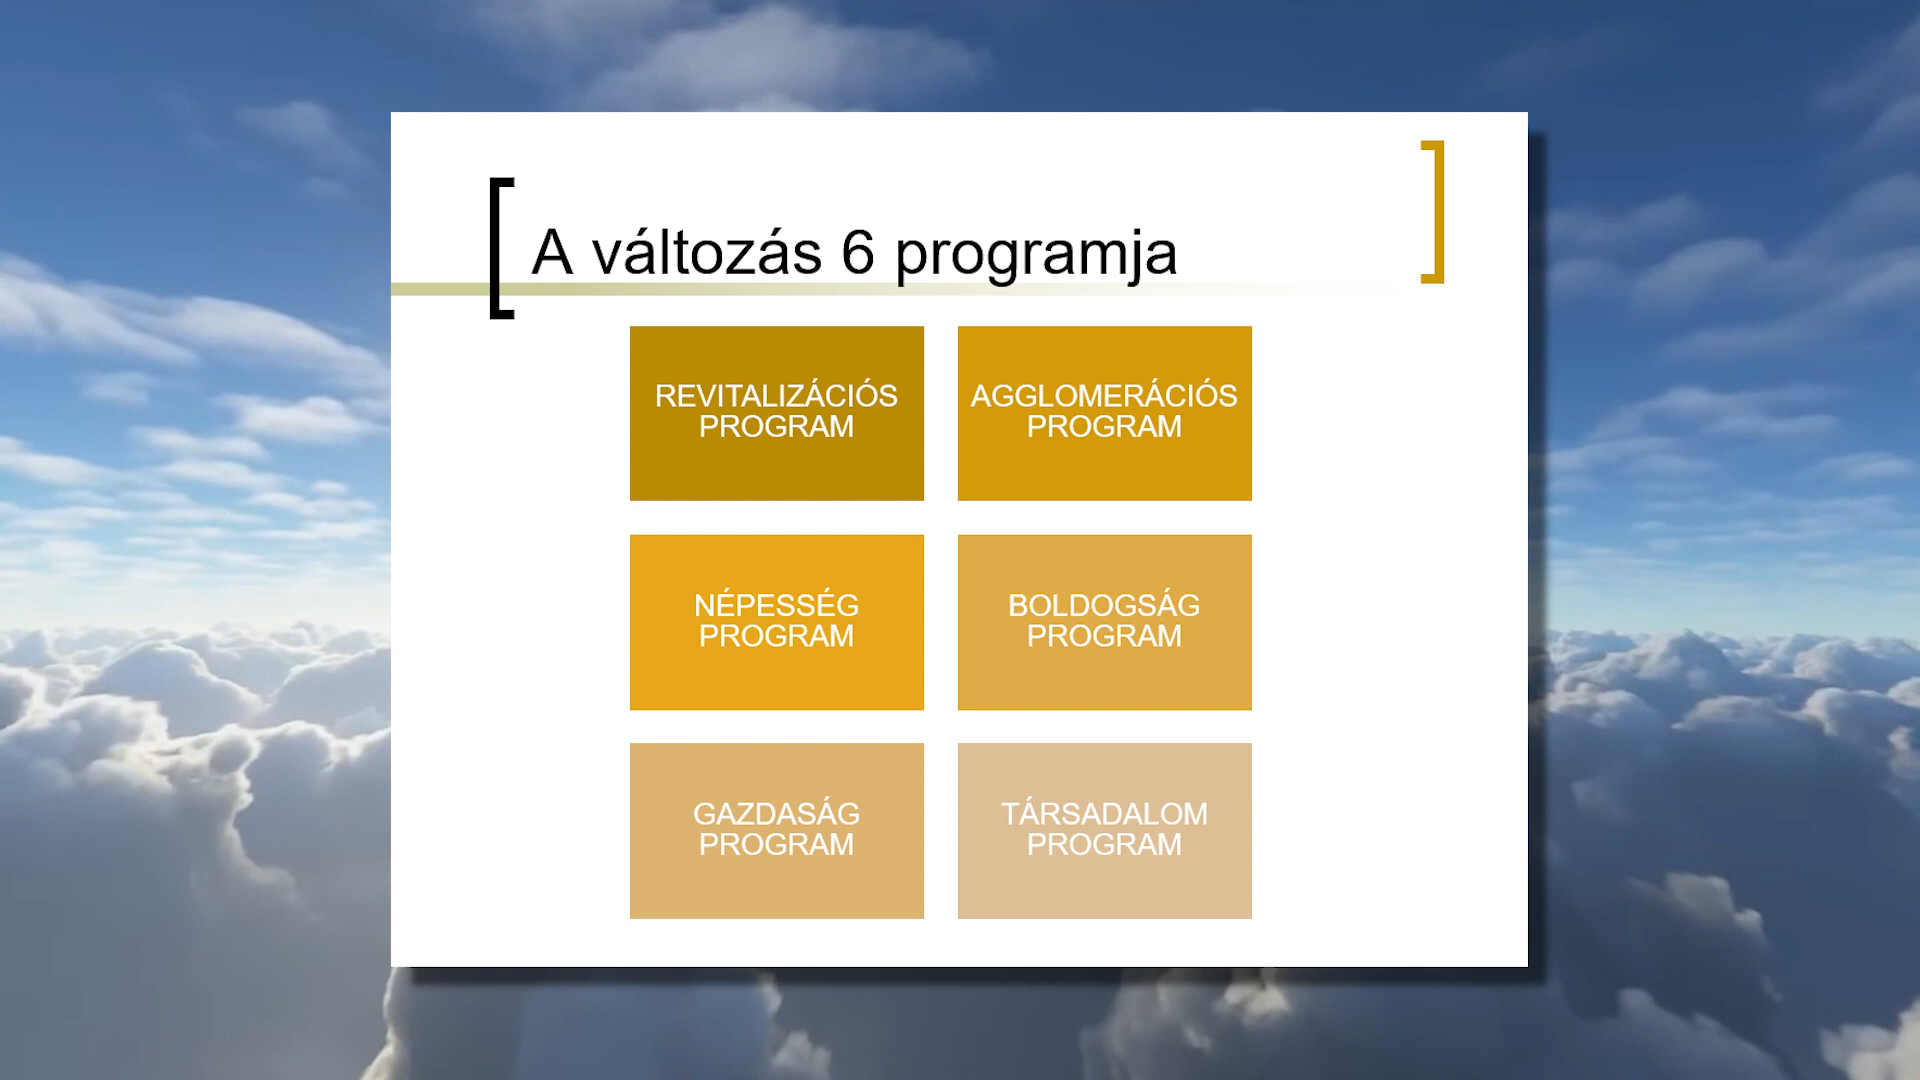 A változás 6 programja
REVITALIZÁCIÓS
PROGRAM
AGGLOMERÁCIÓS
PROGRAM
NÉPESSÉG
PROGRAM
BOLDOGSÁG
PROGRAM
GAZDASÁG
PROGRAM
TÁRSADALOM
PROGRAM